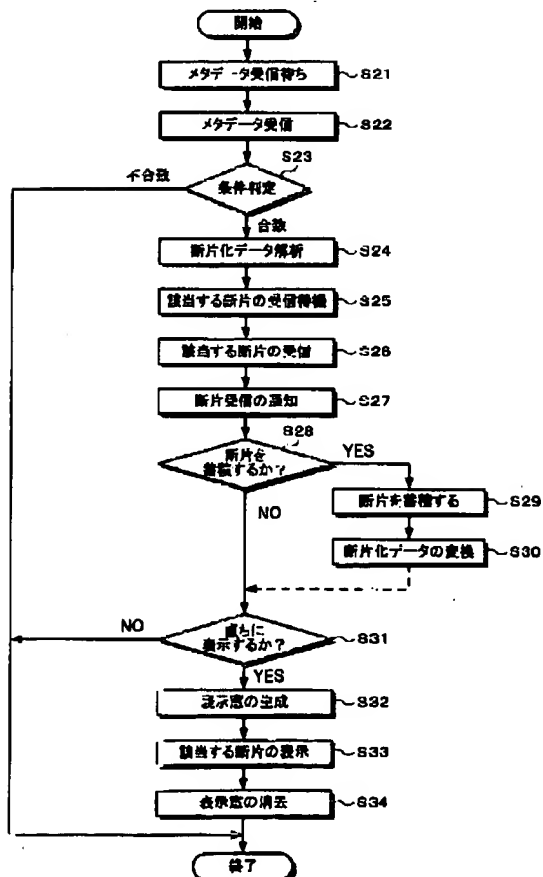 開始
メタデータ受信待ち
S21
メタデータ受信
S22
S23
不合致
条件判定
合致
断片化データ解析
S24
該当する断片の受信待機
S25
該当する断片の受信
S26
断片受信の通知
S27
S28
断片を
蓄積するか?
YES
NO
断片を蓄積する
S29
断片化データの変換
S30
直ちに
表示するか?
S31
NO
YES
表示窓の生成
S32
該当する断片の表示
S33
表示窓の消去
S34
終了